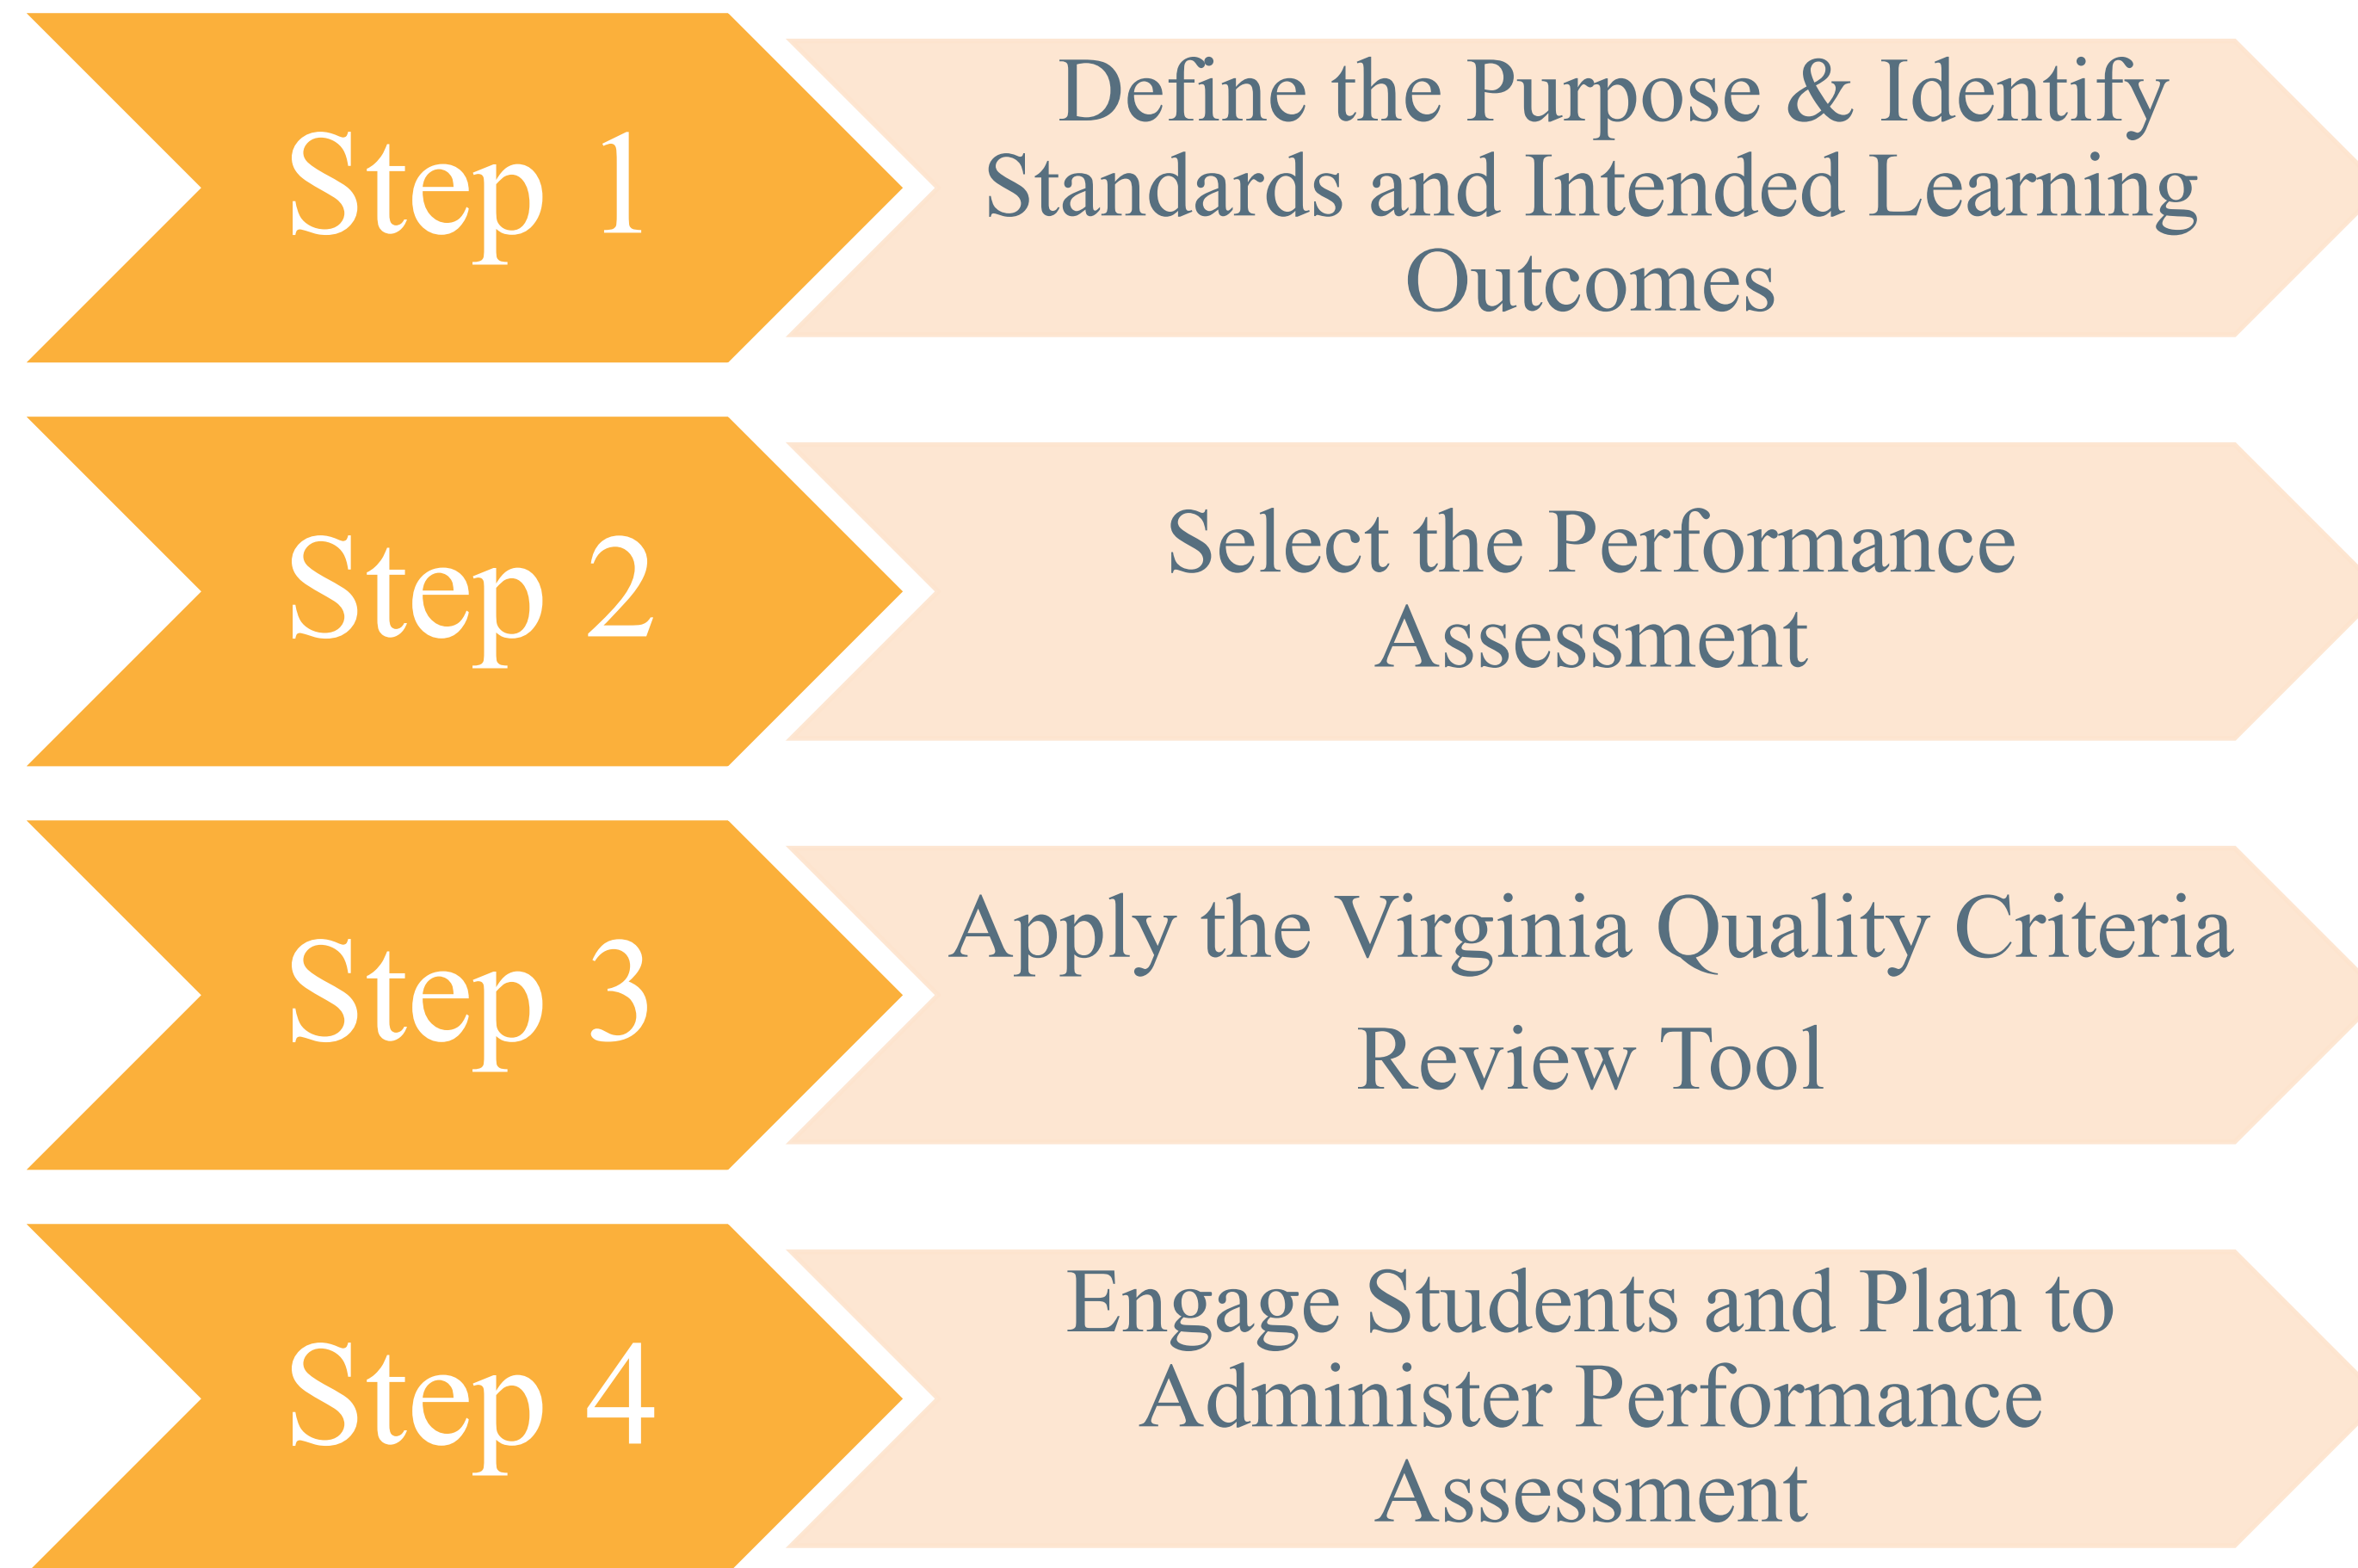 Step 1
Define the Purpose & Identify
Standards and Intended Learning
Outcomes
Step 2
Select the Performance
Assessment
Step 3
Apply the Virginia Quality Criteria
Review Tool
Step 4
Engage Students and Plan to
Administer Performance
Assessment